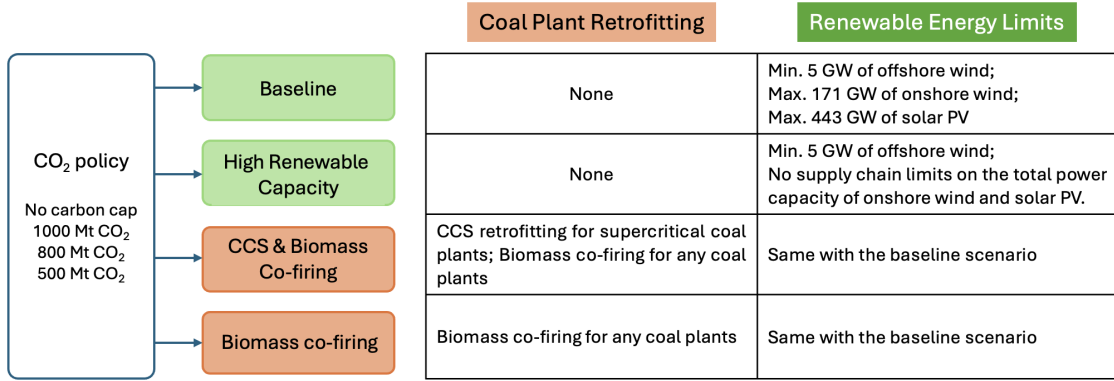 Coal Plant Retrofitting
Renewable Energy Limits
CO₂ policy
No carbon cap
1000 Mt CO₂
800 Mt CO₂
500 Mt CO₂
Baseline
None
Min. 5 GW of offshore wind;
Max. 171 GW of onshore wind;
Max. 443 GW of solar PV
High Renewable
Capacity
None
Min. 5 GW of offshore wind;
No supply chain limits on the total power
capacity of onshore wind and solar PV.
CCS & Biomass
Co-firing
CCS retrofitting for supercritical coal
plants; Biomass co-firing for any coal
plants
Same with the baseline scenario
Biomass co-firing
Biomass co-firing for any coal plants
Same with the baseline scenario